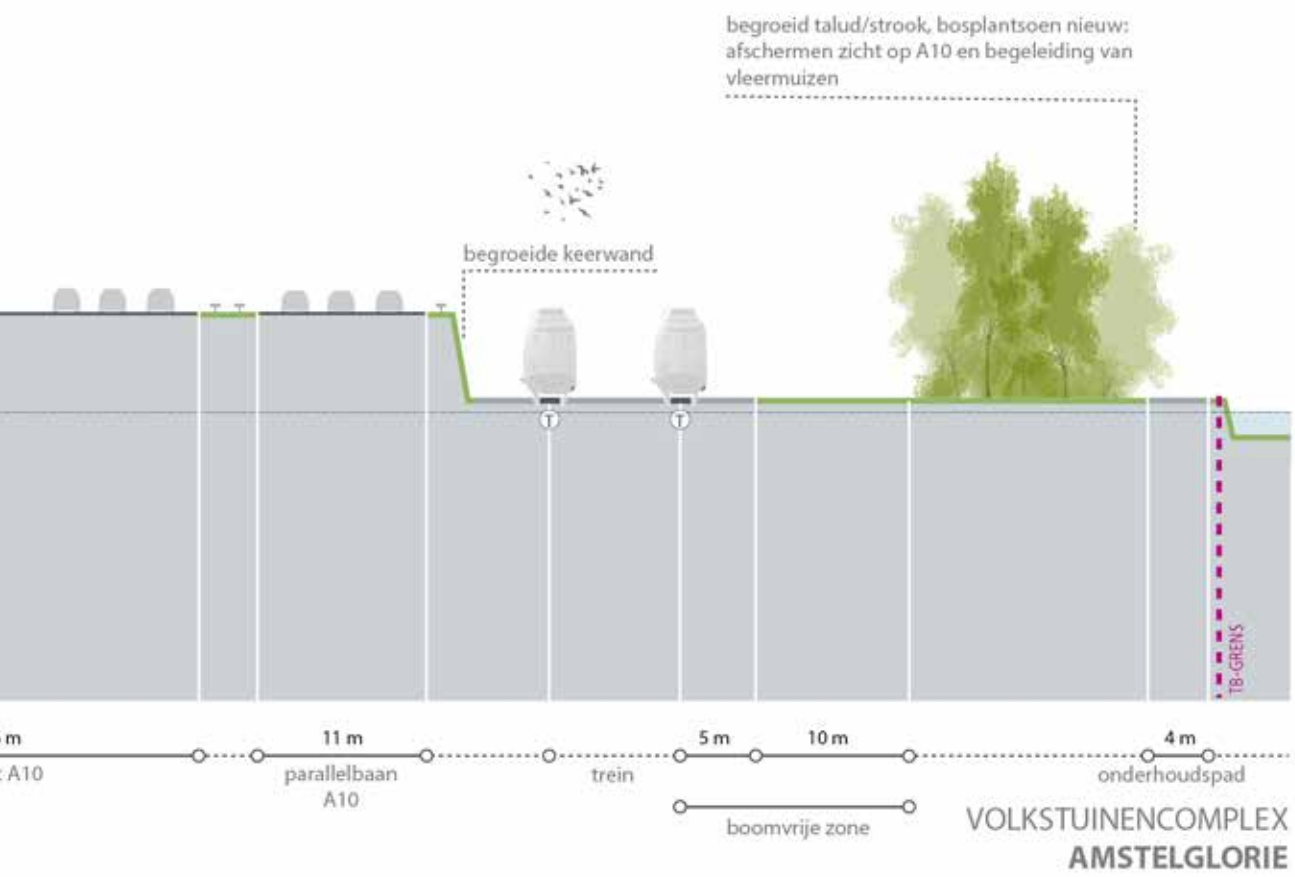 begroeid talud/strook, bosplantsoen nieuw:
afschermen zicht op A10 en begeleiding van
vleermuizen
begroeide keerwand
T
T
TB-GRENS
m
11 m
5 m
10 m
4 m
A10
parallelbaan
A10
trein
onderhoudspad
boomvrije zone
VOLKSTUINENCOMPLEX
AMSTELGLORIE